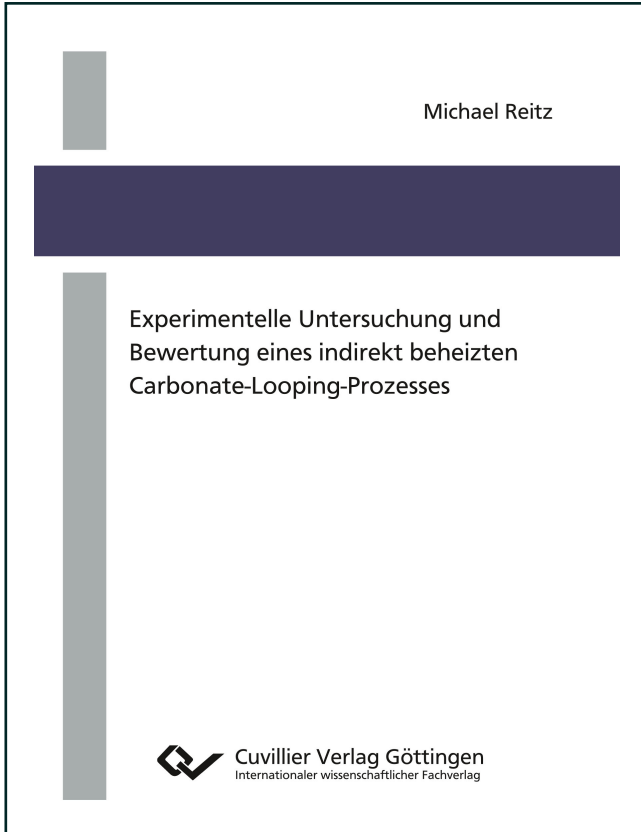 Michael Reitz
Experimentelle Untersuchung und
Bewertung eines indirekt beheizten
Carbonate-Looping-Prozesses
Cuvillier Verlag Göttingen
Internationaler wissenschaftlicher Fachverlag